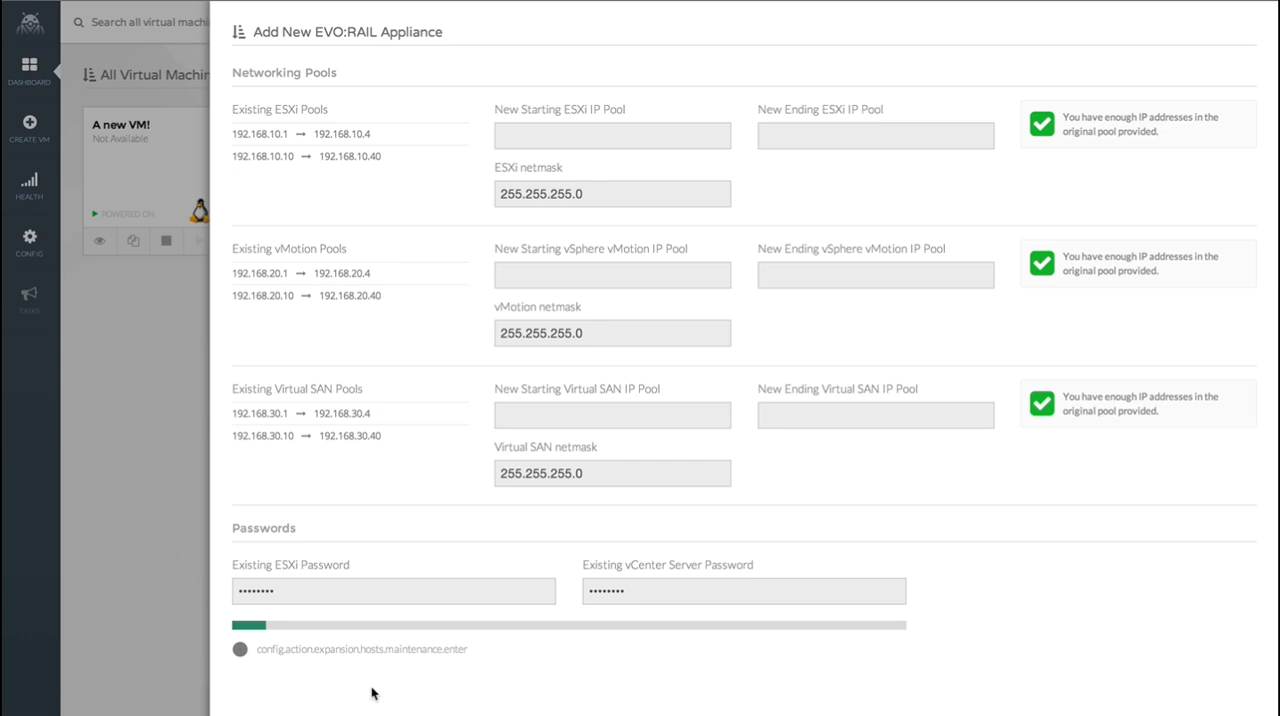 Search all virtual machi
Add New EVO:RAIL Appliance
DASHBOARD
All Virtual Machin
Networking Pools
A new VM!
Not Available
POWERED ON
CREATE VM
HEALTH
CONFIG
TASKS
Existing ESXi Pools
192.168.10.1 → 192.168.10.4
192.168.10.10 → 192.168.10.40
New Starting ESXi IP Pool
New Ending ESXi IP Pool
ESXi netmask
255.255.255.0
You have enough IP addresses in the
original pool provided.
Existing vMotion Pools
192.168.20.1 → 192.168.20.4
192.168.20.10 → 192.168.20.40
New Starting vSphere vMotion IP Pool
New Ending vSphere vMotion IP Pool
vMotion netmask
255.255.255.0
You have enough IP addresses in the
original pool provided.
Existing Virtual SAN Pools
192.168.30.1 → 192.168.30.4
192.168.30.10 → 192.168.30.40
New Starting Virtual SAN IP Pool
New Ending Virtual SAN IP Pool
Virtual SAN netmask
255.255.255.0
You have enough IP addresses in the
original pool provided.
Passwords
Existing ESXi Password
••••••••
Existing vCenter Server Password
••••••••
config.action.expansion.hosts.maintenance.enter